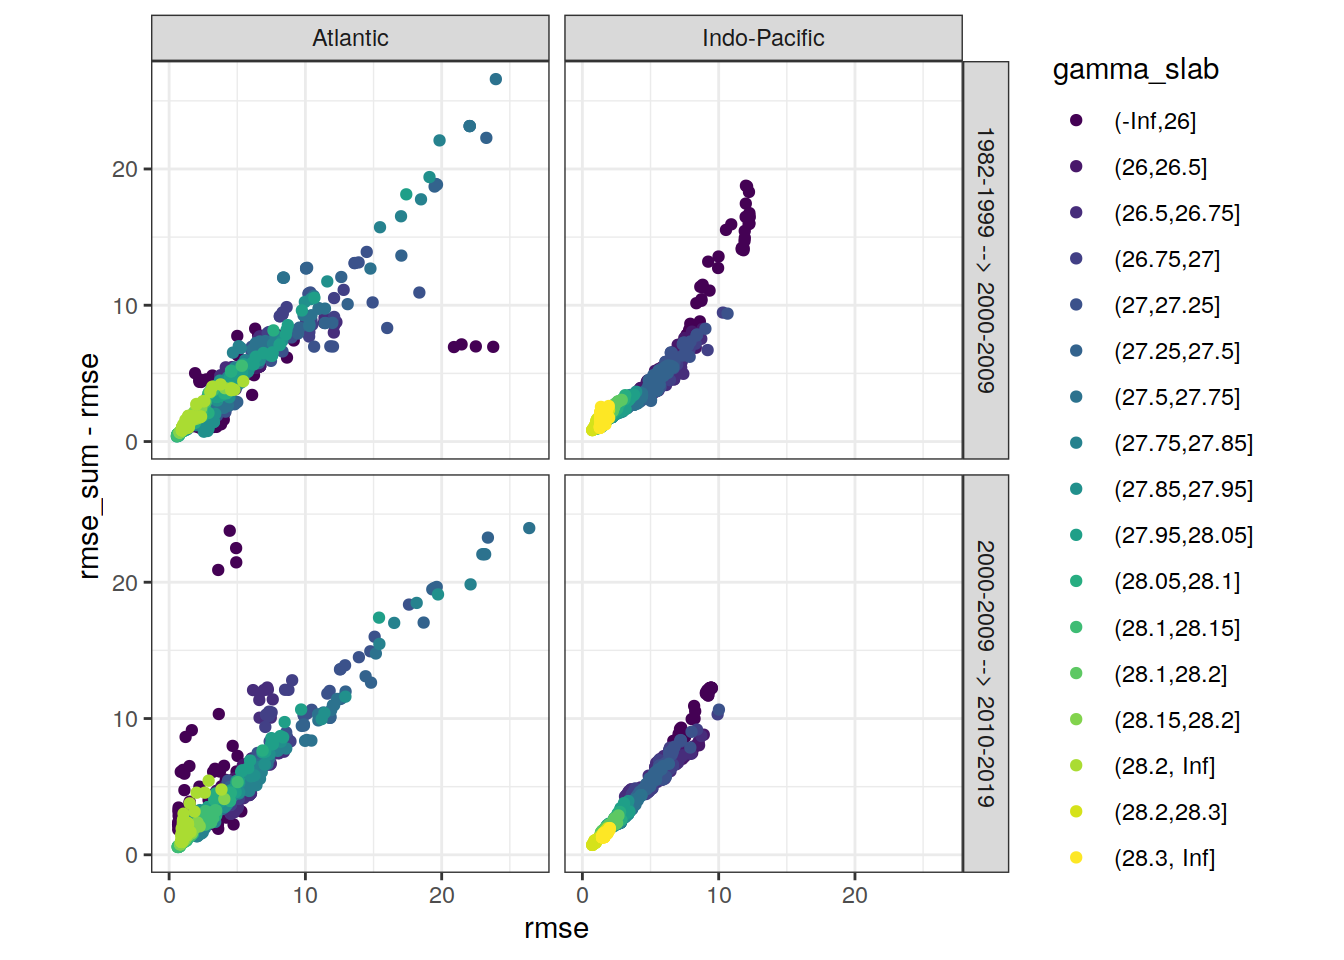 Atlantic
Indo-Pacific
1982-1999 --> 2000-2009
2000-2009 --> 2010-2019
rmse_sum - rmse
20
10
0
20
10
0
0
10
20
0
10
20
rmse
gamma_slab
(-Inf,26]
(26,26.5]
(26.5,26.75]
(26.75,27]
(27,27.25]
(27.25,27.5]
(27.5,27.75]
(27.75,27.85]
(27.85,27.95]
(27.95,28.05]
(28.05,28.1]
(28.1,28.15]
(28.1,28.2]
(28.15,28.2]
(28.2, Inf]
(28.2,28.3]
(28.3, Inf]